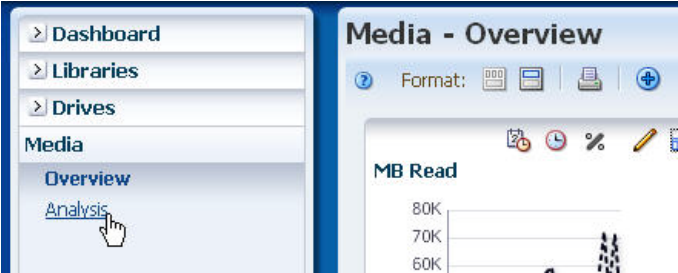 Dashboard
Libraries
Drives
Media
Overview
Analysis
Media - Overview
Format:
MB Read
80K
70K
60K